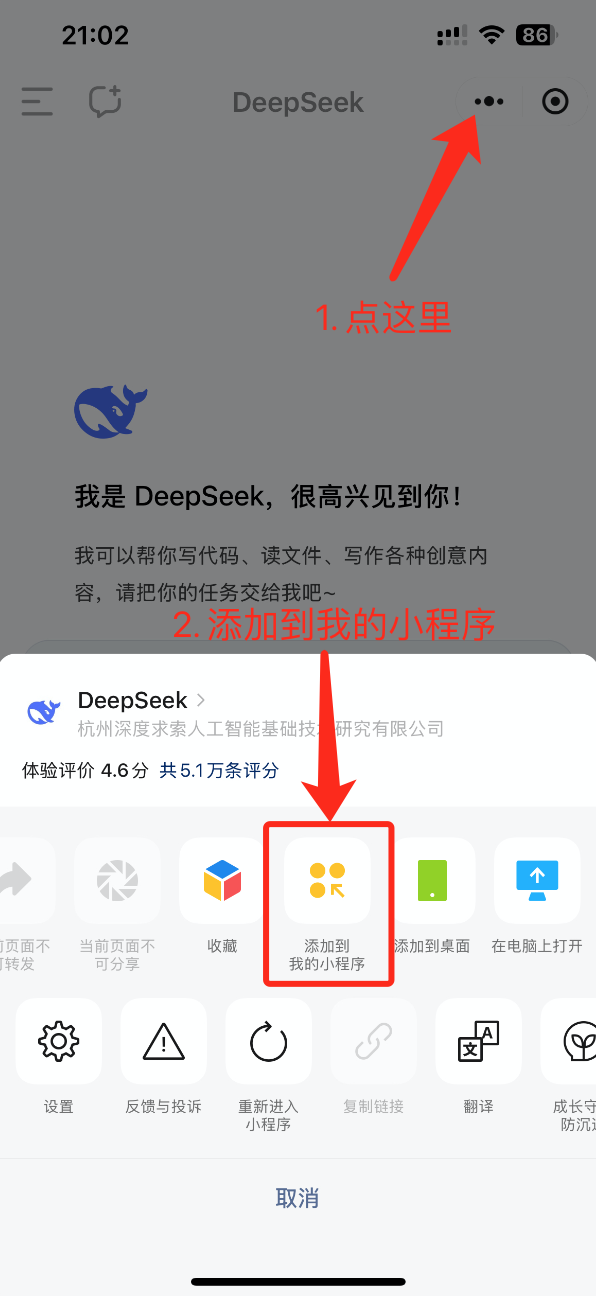 21:02
86
DeepSeek
1. 点这里
我是 DeepSeek，很高兴见到你！
我可以帮你写代码、读文件、写作各种创意内
容，请把你的任务交给我吧~
2. 添加到我的小程序
DeepSeek
杭州深度求索人工智能基础技术研究有限公司
体验评价 4.6分 共5.1万条评分
页面不
转发
当前页面不
可分享
收藏
添加到
我的小程序
添加到桌面
在电脑上打开
设置
反馈与投诉
重新进入
小程序
复制链接
文 A
翻译
成长守
防沉
取消